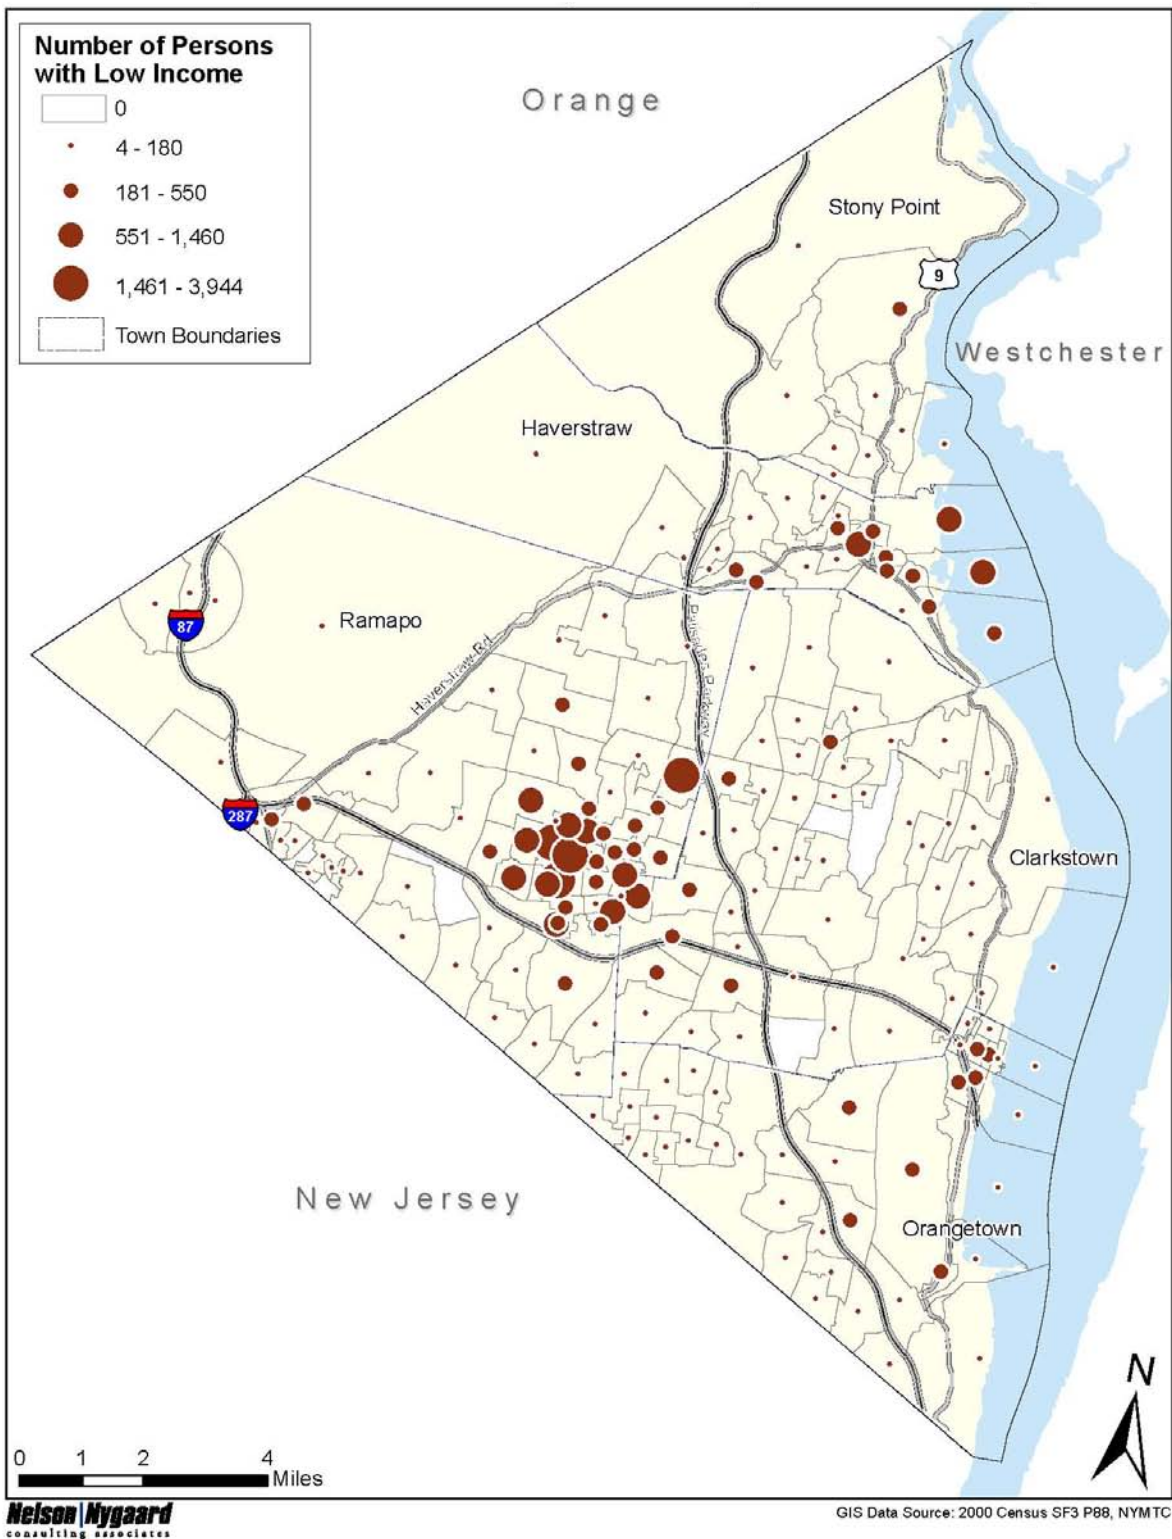 Number of Persons
with Low Income
0
4 - 180
181 - 550
551 - 1,460
1,461 - 3,944
Town Boundaries
Orange
Stony Point
9
Westchester
Haverstraw
87
Ramapo
Haverstraw Rd
Palisades Parkway
287
Clarkstown
New Jersey
Orangetown
N
0 1 2 4
Miles
Nelson|Nygaard
consulting associates
GIS Data Source: 2000 Census SF3 P88, NYMTC